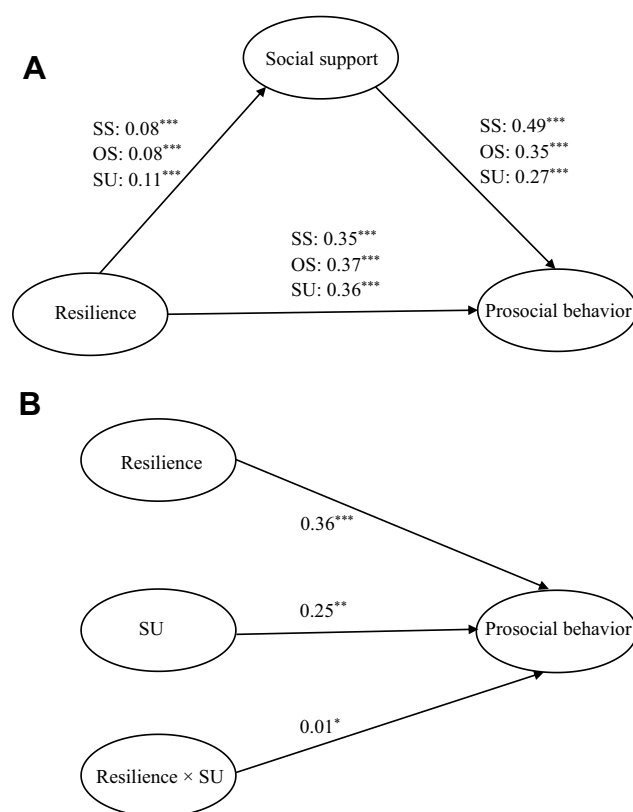 A
Social support
SS: 0.08***
OS: 0.08***
SU: 0.11***
SS: 0.49***
OS: 0.35***
SU: 0.27***
SS: 0.35***
OS: 0.37***
SU: 0.36***
Resilience
Prosocial behavior
B
Resilience
0.36***
SU
0.25**
Prosocial behavior
0.01*
Resilience × SU